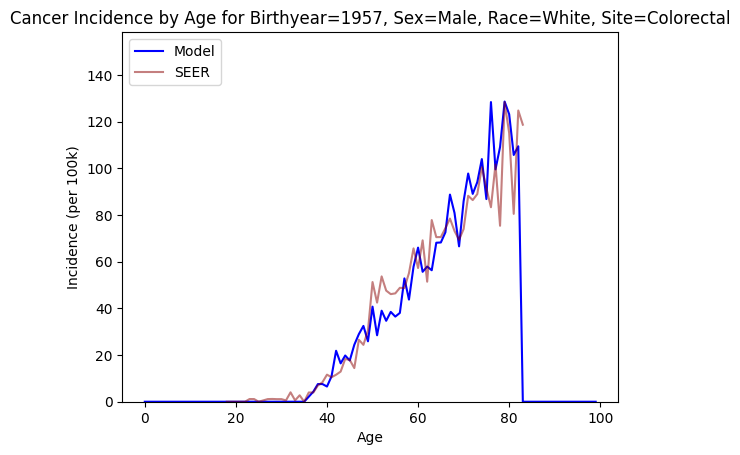 Cancer Incidence by Age for Birthyear=1957, Sex=Male, Race=White, Site=Colorectal
Model
SEER
Incidence (per 100k)
140
120
100
80
60
40
20
0
0 20 40 60 80 100
Age